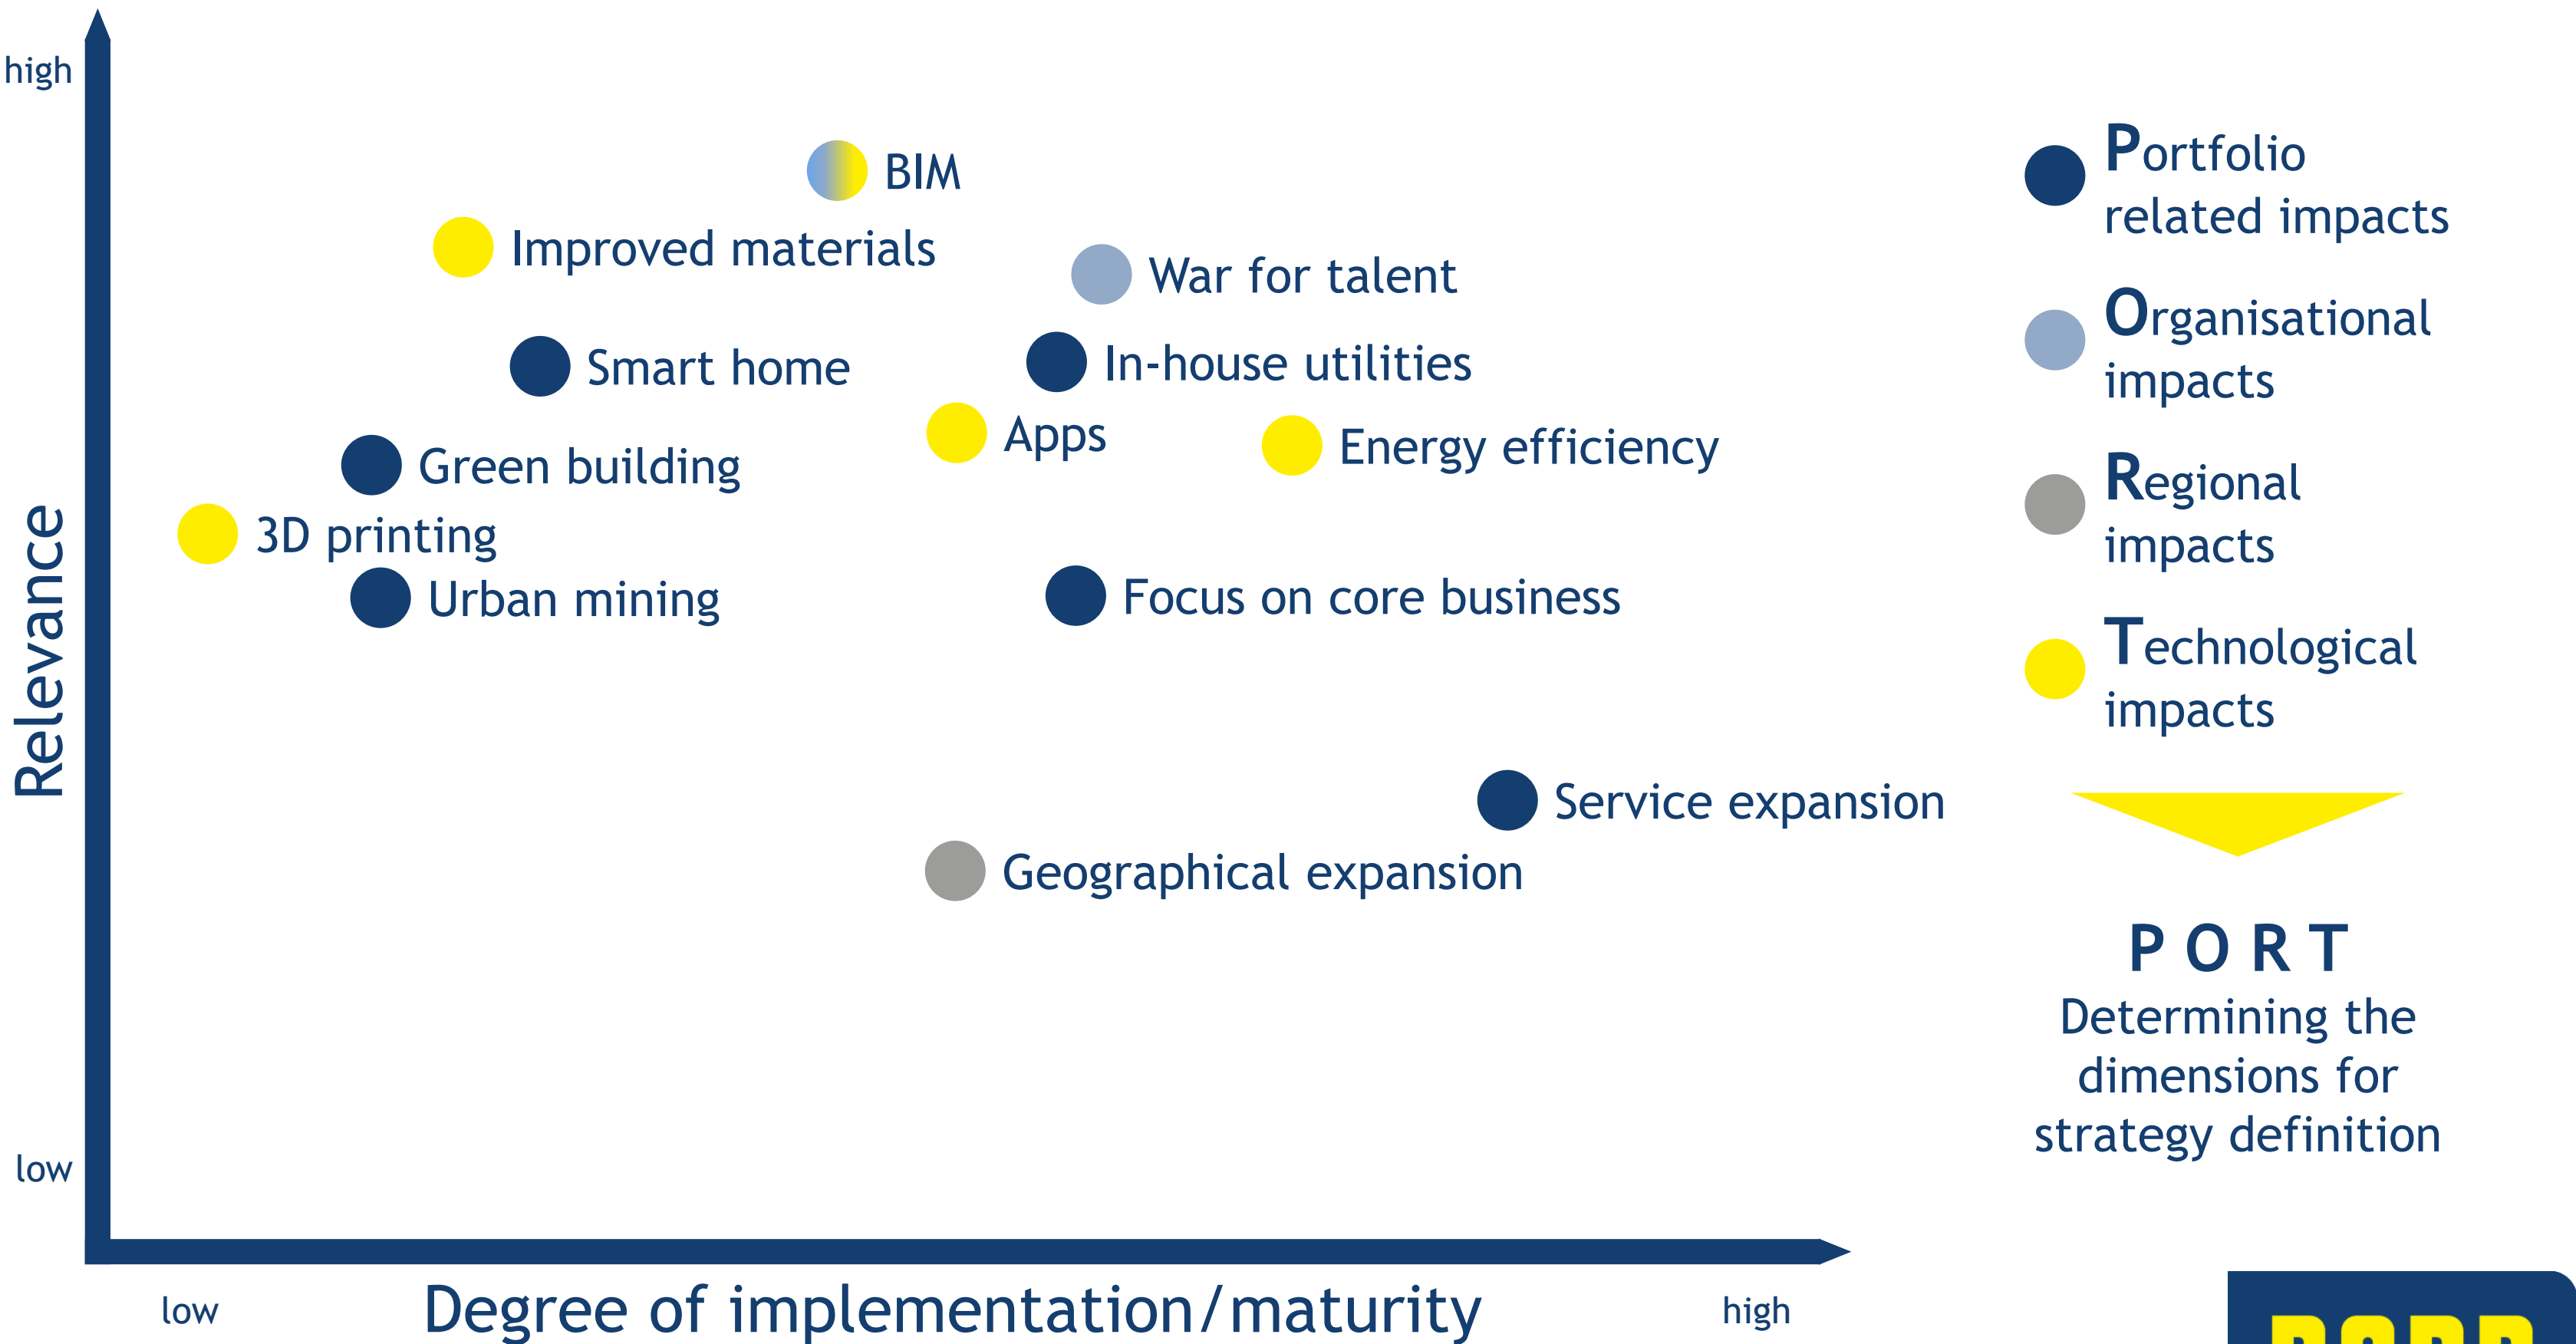 high
BIM
Improved materials
War for talent
Smart home
In-house utilities
Apps
Energy efficiency
Green building
3D printing
Urban mining
Focus on core business
Service expansion
Geographical expansion
Relevance
low
low
Degree of implementation/maturity
high
Portfolio
related impacts
Organisational
impacts
Regional
impacts
Technological
impacts
PORT
Determining the
dimensions for
strategy definition